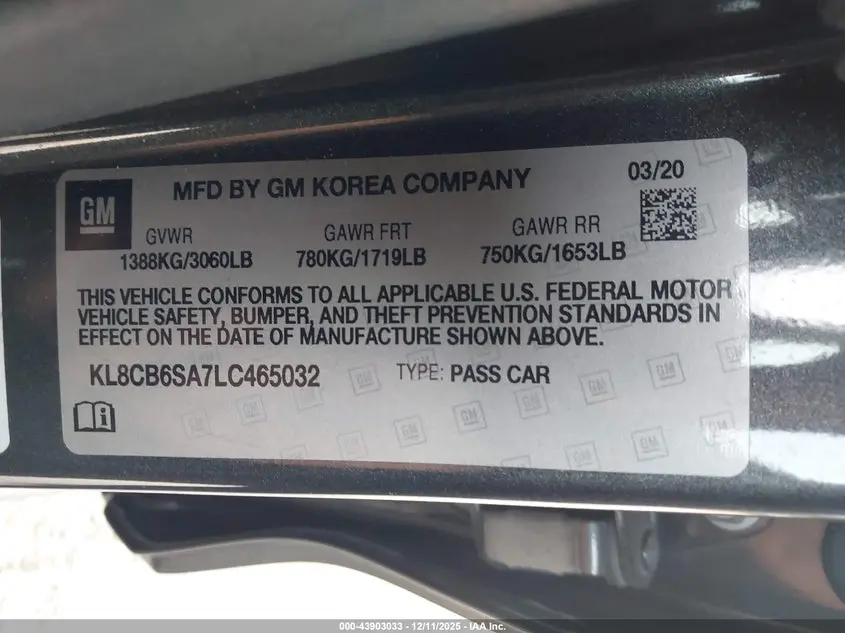 GM
MFD BY GM KOREA COMPANY
03/20
GVWR GAWR FRT GAWR RR
1388KG/3060LB 780KG/1719LB 750KG/1653LB
THIS VEHICLE CONFORMS TO ALL APPLICABLE U.S. FEDERAL MOTOR
VEHICLE SAFETY, BUMPER, AND THEFT PREVENTION STANDARDS IN
EFFECT ON THE DATE OF MANUFACTURE SHOWN ABOVE.
KL8CB6SA7LC465032 TYPE: PASS CAR
000-43903033 - 12/11/2025 - IAA Inc.